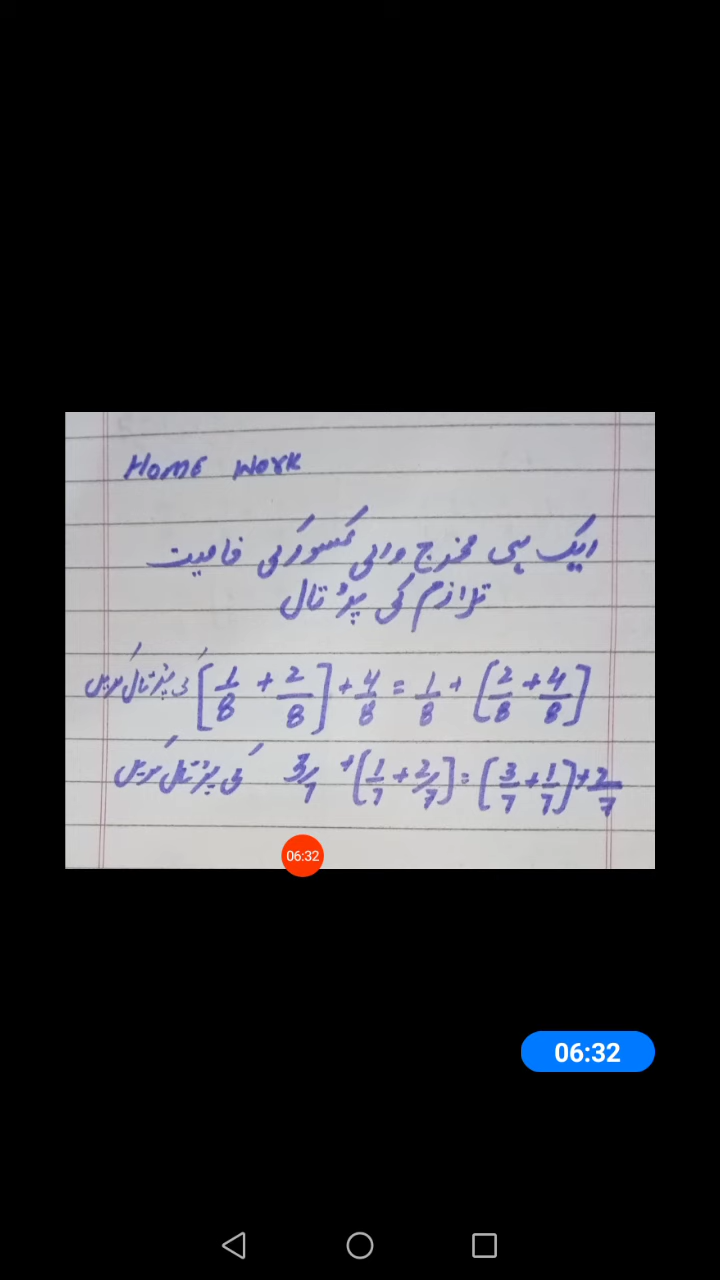 Home Work
ایک ہی مخرج والی کسور کی خاصیت
تلازم کی پڑتال
[1/8 + 2/8] + 4/8 = 1/8 + [2/8 + 4/8] کی پڑتال کریں
3/7 + [1/7 + 2/7] = [3/7 + 1/7] + 2/7 کی پڑتال کریں
06:32
06:32